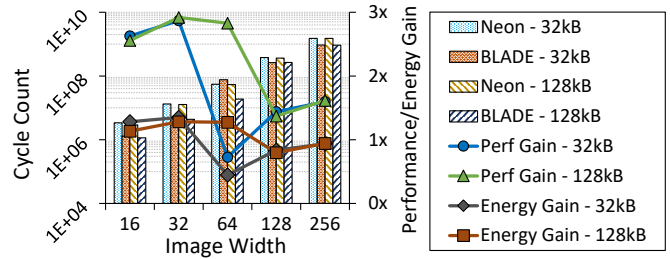 1E+10
1E+08
1E+06
1E+04
Cycle Count
16 32 64 128 256
Image Width
3x
2x
1x
0x
Performance/Energy Gain
Neon - 32kB
BLADE - 32kB
Neon - 128kB
BLADE - 128kB
Perf Gain - 32kB
Perf Gain - 128kB
Energy Gain - 32kB
Energy Gain - 128kB